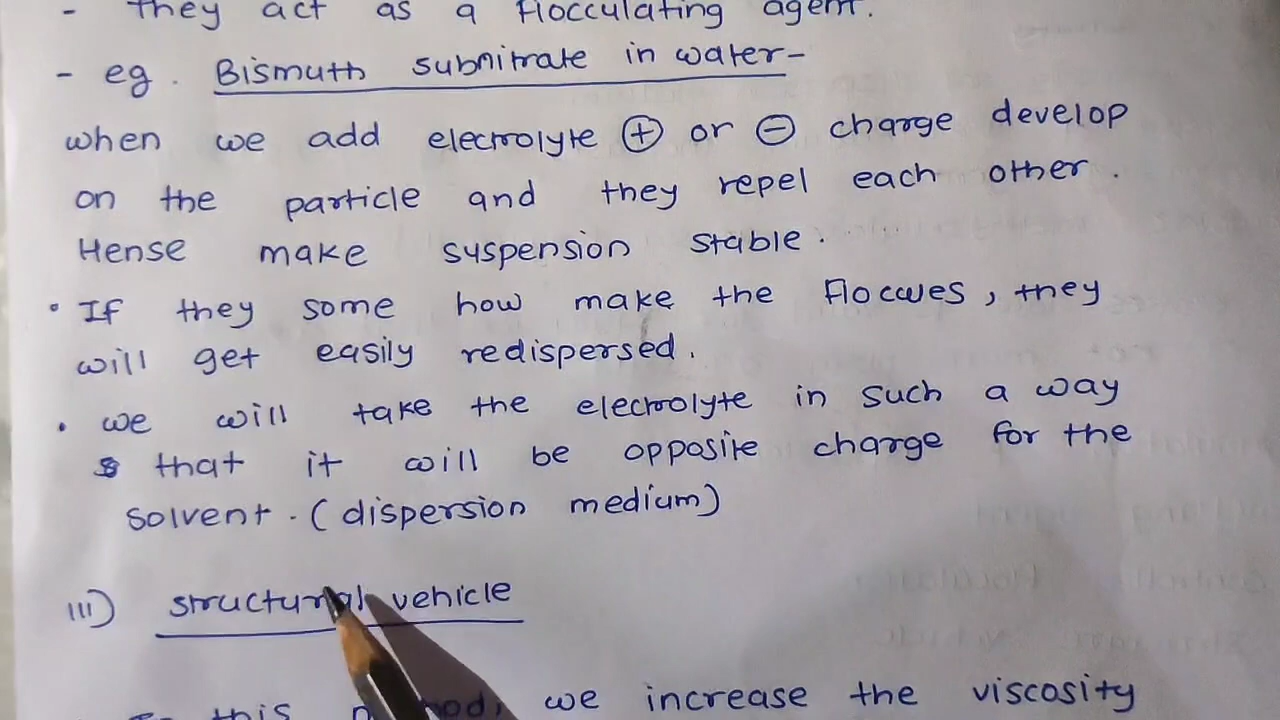 - They act as a flocculating agent.
- eg. Bismuth subnitrate in water-
when we add electrolyte ⊕ or ⊖ charge develop
on the particle and they repel each other.
Hense make suspension stable.
• If they some how make the floccules, they
will get easily redispersed.
• we will take the electrolyte in such a way
that it will be opposite charge for the
solvent. (dispersion medium)
III) structural vehicle
this we increase the viscosity